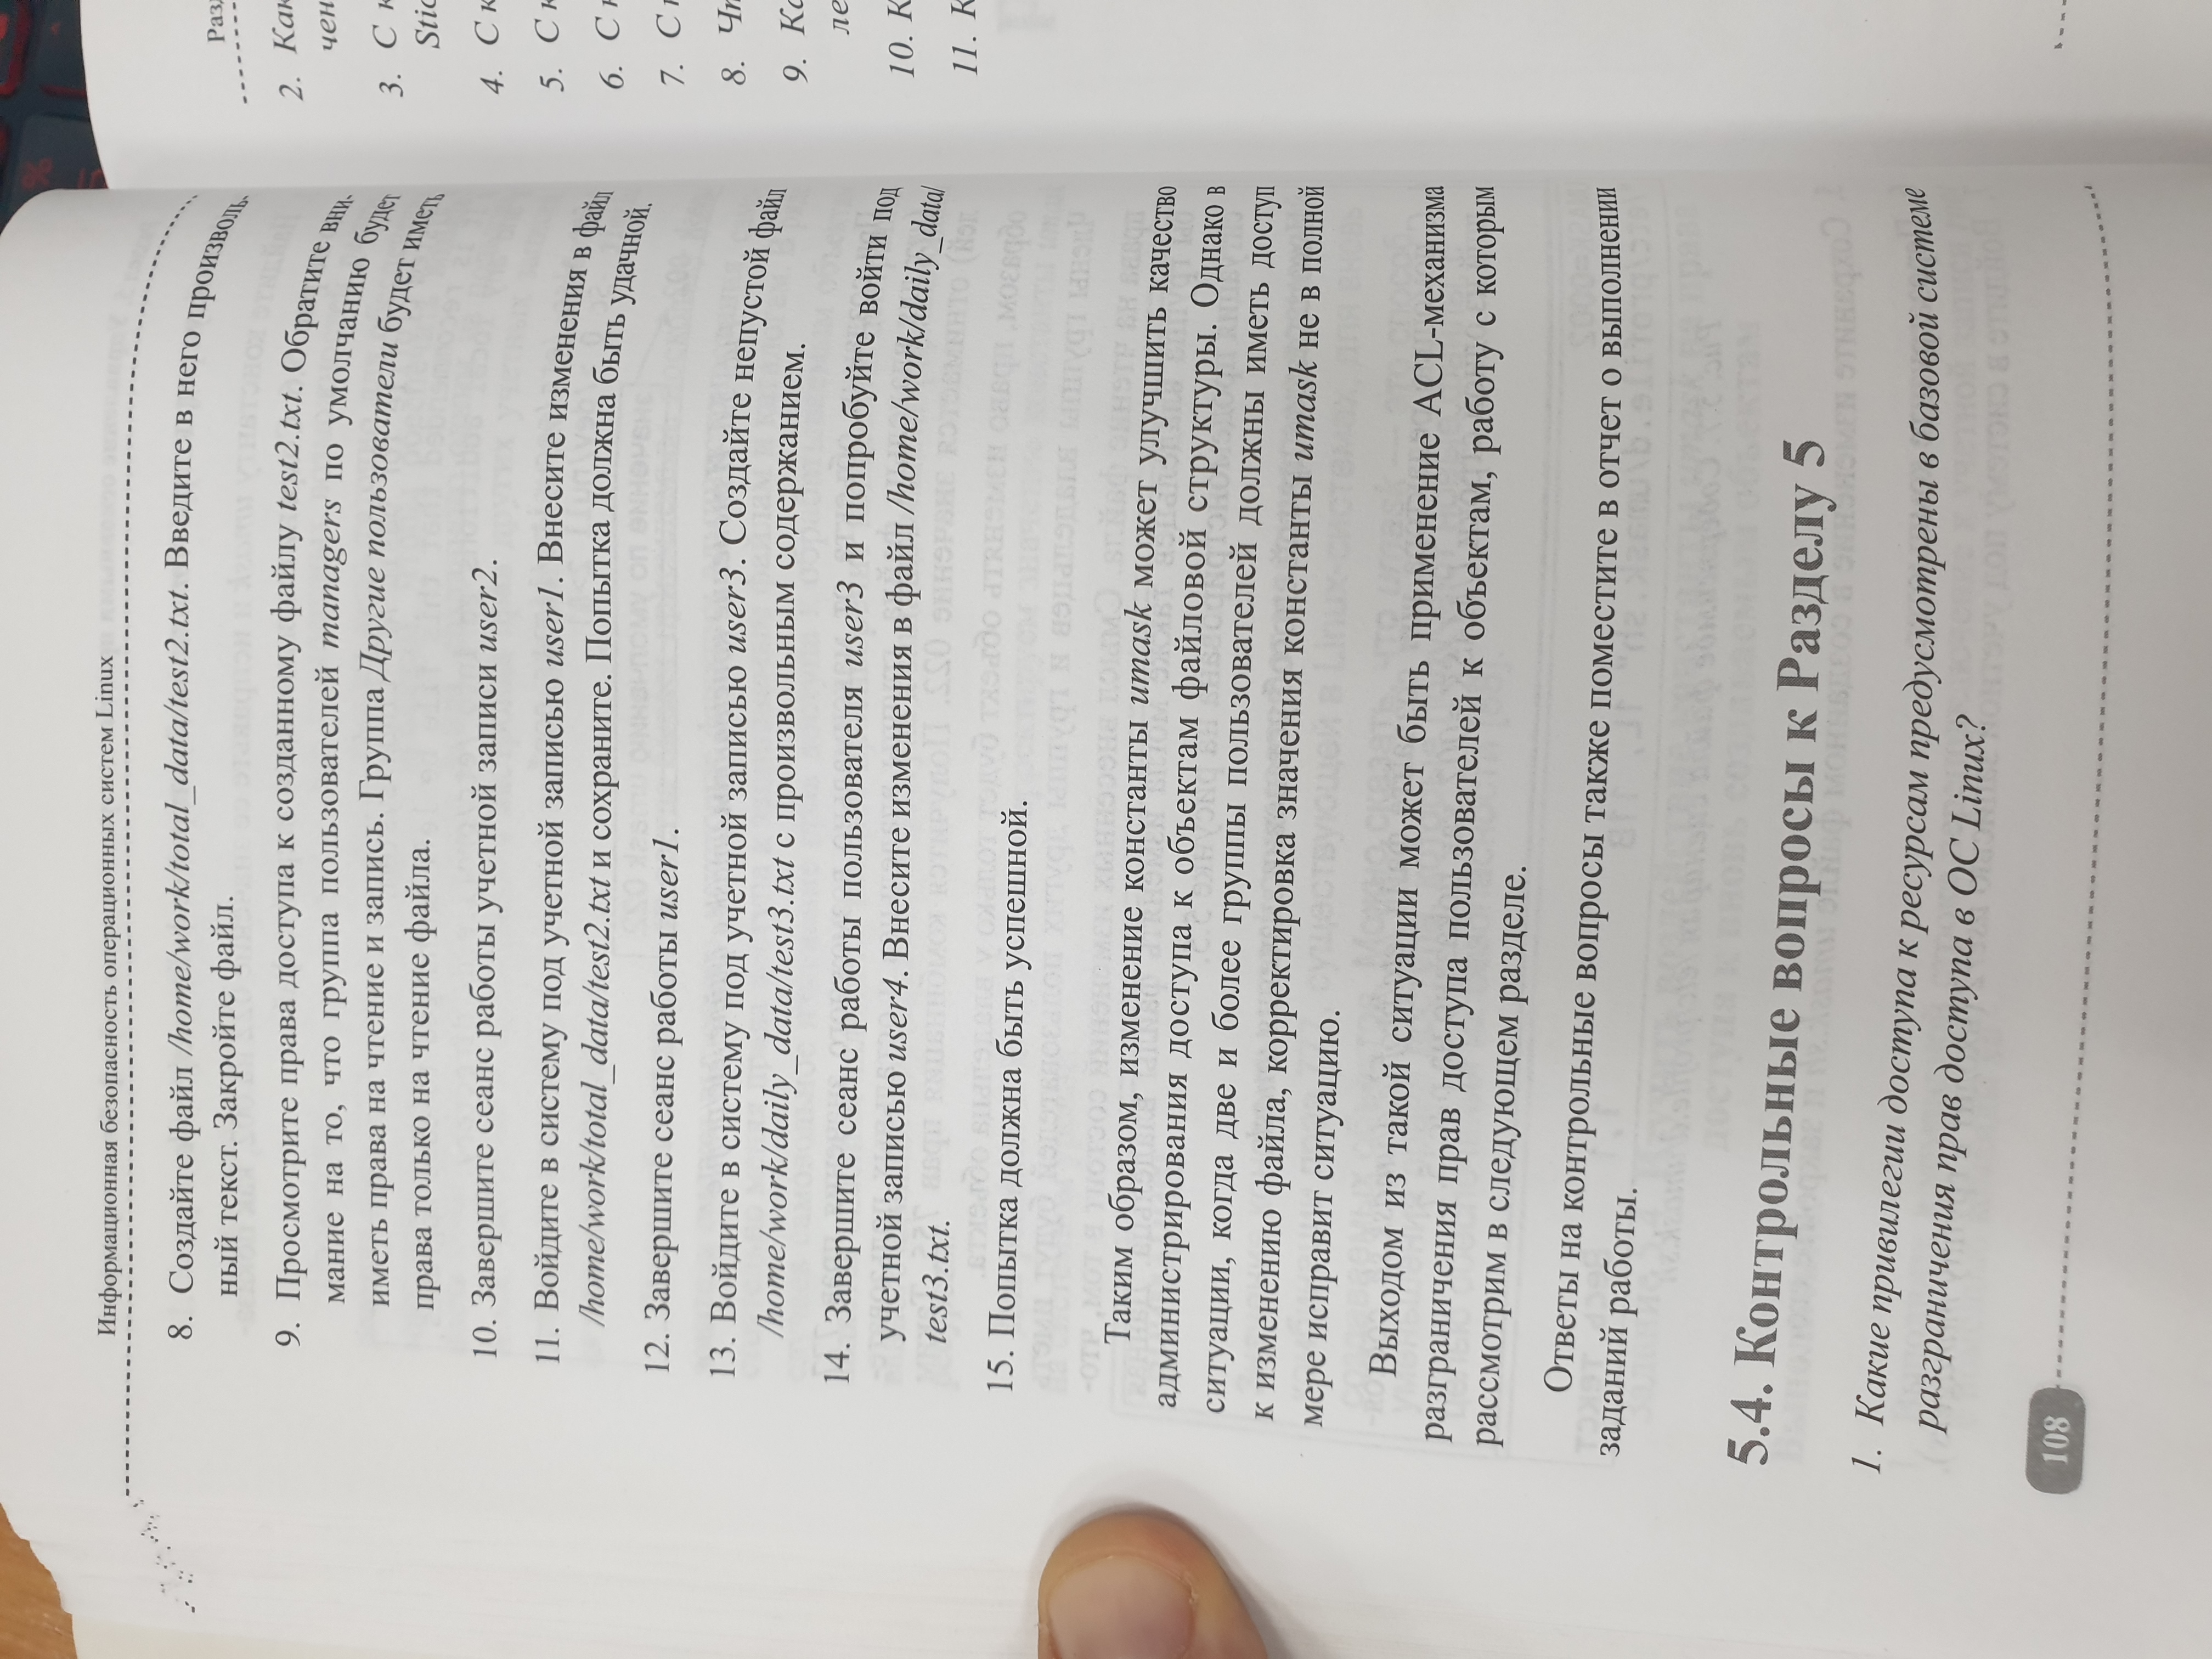 Информационная безопасность операционных систем Linux
8. Создайте файл /home/work/total_data/test2.txt. Введите в него произволь-
ный текст. Закройте файл.
9. Просмотрите права доступа к созданному файлу test2.txt. Обратите вни-
мание на то, что группа пользователей managers по умолчанию будет
иметь права на чтение и запись. Группа Другие пользователи будет иметь
права только на чтение файла.
10. Завершите сеанс работы учетной записи user2.
11. Войдите в систему под учетной записью user1. Внесите изменения в файл
/home/work/total_data/test2.txt и сохраните. Попытка должна быть удачной.
12. Завершите сеанс работы user1.
13. Войдите в систему под учетной записью user3. Создайте непустой файл
/home/work/daily_data/test3.txt с произвольным содержанием.
14. Завершите сеанс работы пользователя user3 и попробуйте войти под
учетной записью user4. Внесите изменения в файл /home/work/daily_data/
test3.txt.
15. Попытка должна быть успешной.
Таким образом, изменение константы umask может улучшить качество
администрирования доступа к объектам файловой структуры. Однако в
ситуации, когда две и более группы пользователей должны иметь доступ
к изменению файла, корректировка значения константы umask не в полной
мере исправит ситуацию.
Выходом из такой ситуации может быть применение ACL-механизма
разграничения прав доступа пользователей к объектам, работу с которым
рассмотрим в следующем разделе.
Ответы на контрольные вопросы также поместите в отчет о выполнении
заданий работы.
5.4. Контрольные вопросы к Разделу 5
1. Какие привилегии доступа к ресурсам предусмотрены в базовой системе
разграничения прав доступа в ОС Linux?
108
2.
3. С
4. С
5. С
6. С
7. С
8.
9.
10. К
11. К